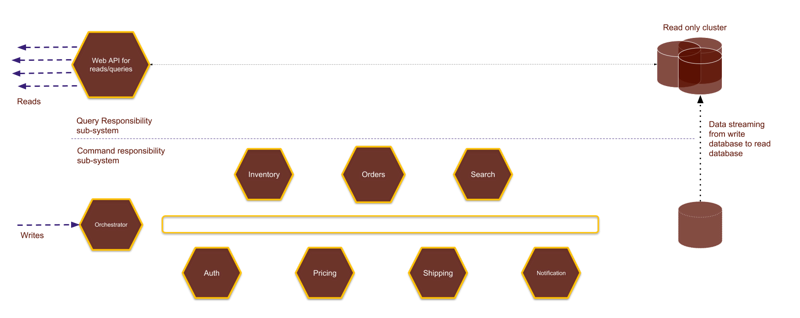 Read only cluster
Web API for
reads/queries
Reads
Query Responsibility
sub-system
Data streaming
from write
database to read
database
Command responsibility
sub-system
Inventory
Orders
Search
Orchestrator
Writes
Auth
Pricing
Shipping
Notification